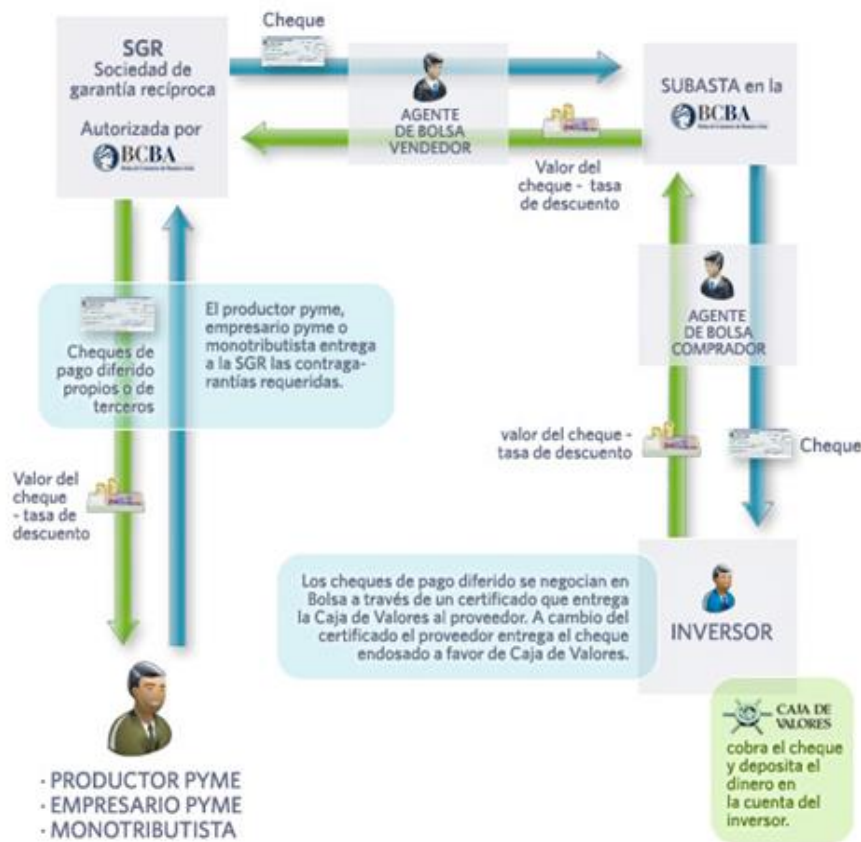 Cheque
SGR
Sociedad de
garantía recíproca
Autorizada por
BCBA
AGENTE
DE BOLSA
VENDEDOR
SUBASTA en la
BCBA
Valor del
cheque - tasa
de descuento
Cheques de
pago diferido
propios o de
terceros
El productor pyme,
empresario pyme o
monotributista entrega
a la SGR las contraga-
rantías requeridas.
AGENTE
DE BOLSA
COMPRADOR
valor del cheque -
tasa de descuento
Cheque
Valor del
cheque
- tasa de
descuento
Los cheques de pago diferido se negocian en
Bolsa a través de un certificado que entrega
la Caja de Valores al proveedor. A cambio del
certificado el proveedor entrega el cheque
endosado a favor de Caja de Valores.
INVERSOR
CAJA DE
VALORES
cobra el cheque
y deposita el
dinero en
la cuenta del
inversor.
· PRODUCTOR PYME
· EMPRESARIO PYME
· MONOTRIBUTISTA